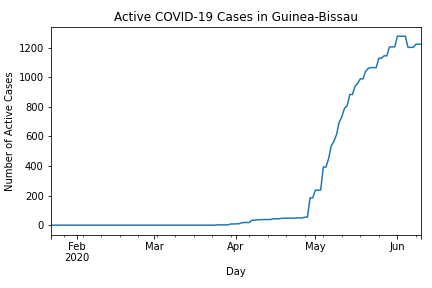 Active COVID-19 Cases in Guinea-Bissau
Number of Active Cases
1200
1000
800
600
400
200
0
Feb Mar Apr May Jun
2020
Day